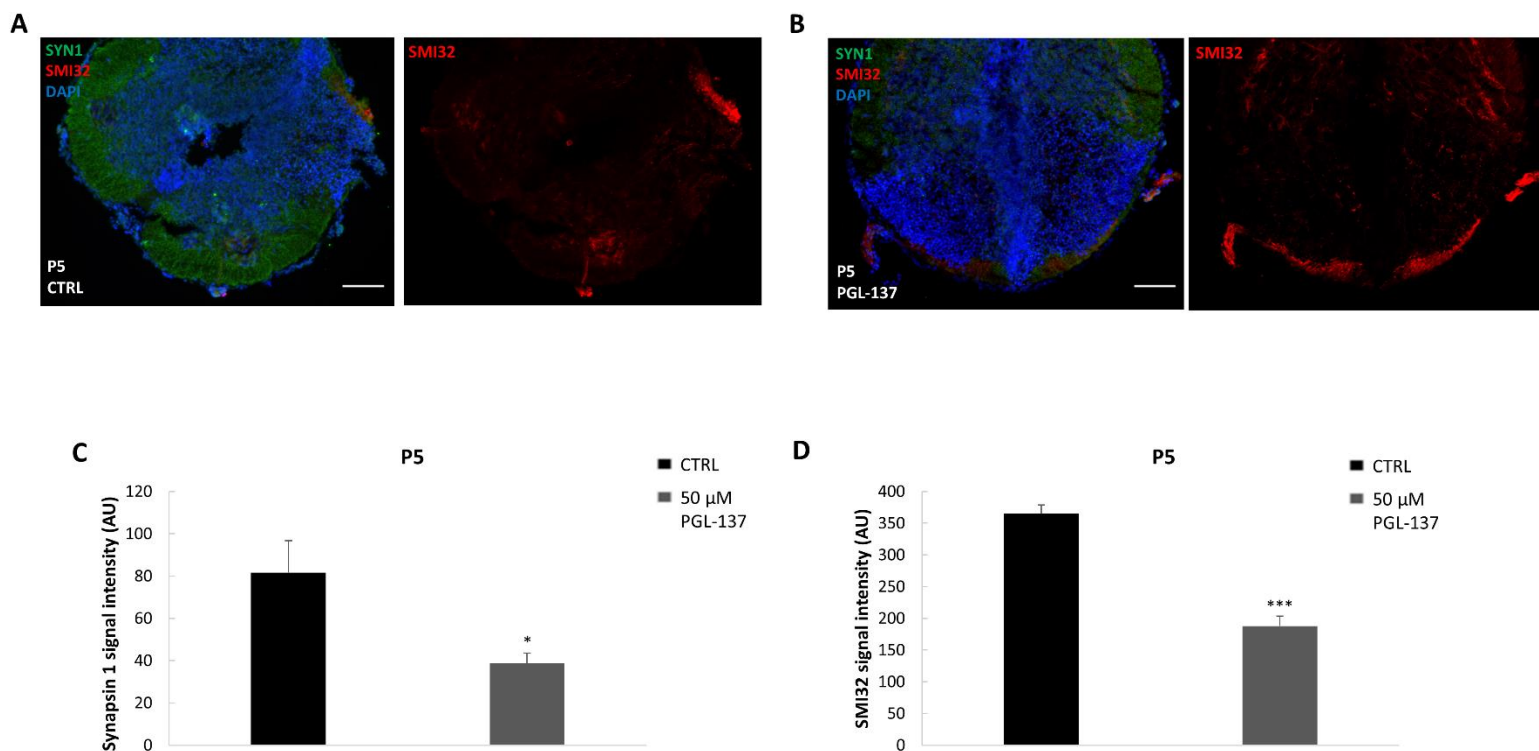 A
SYN1
SMI32
DAPI
P5
CTRL
SMI32
B
SYN1
SMI32
DAPI
P5
PGL-137
SMI32
C
P5
CTRL
50 µM
PGL-137
Synapsin 1 signal intensity (AU)
120
100
80
60
40
20
0
*
D
P5
CTRL
50 µM
PGL-137
SMI32 signal intensity (AU)
400
350
300
250
200
150
100
50
0
***